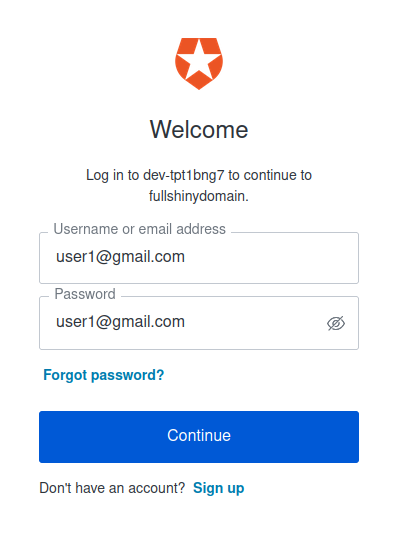 Welcome
Log in to dev-tpt1bng7 to continue to
fullshinydomain.
Username or email address
user1@gmail.com
Password
user1@gmail.com
Forgot password?
Continue
Don't have an account? Sign up